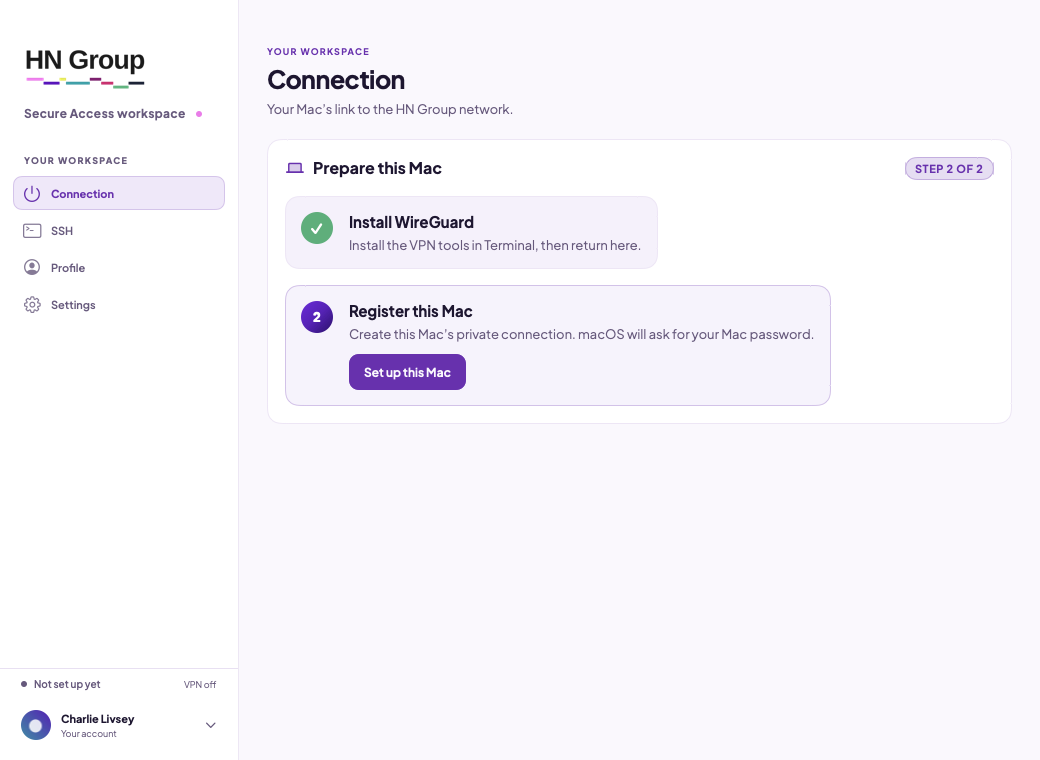 HN Group
Secure Access workspace
YOUR WORKSPACE
Connection
SSH
Profile
Settings
Not set up yet
VPN off
Charlie Livsey
Your account
YOUR WORKSPACE
Connection
Your Mac's link to the HN Group network.
Prepare this Mac
STEP 2 OF 2
Install WireGuard
Install the VPN tools in Terminal, then return here.
2
Register this Mac
Create this Mac's private connection. macOS will ask for your Mac password.
Set up this Mac